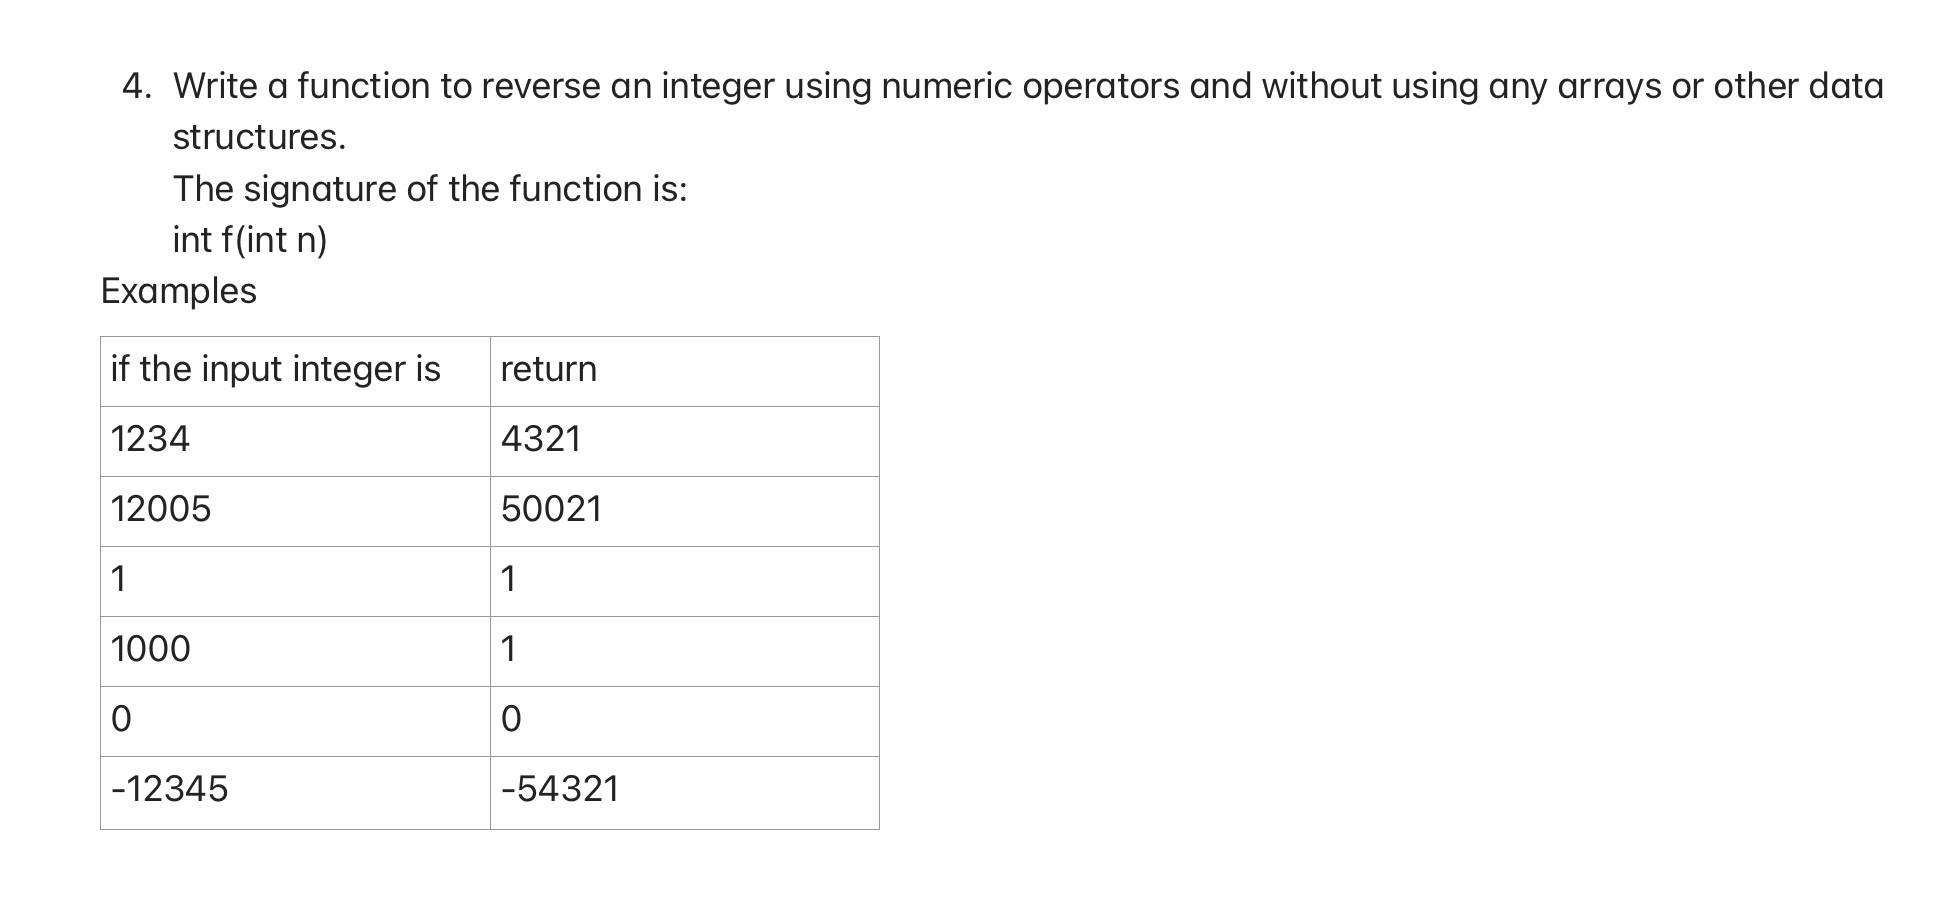 4. Write a function to reverse an integer using numeric operators and without using any arrays or other data
structures.
The signature of the function is:
int f(int n)
Examples
if the input integer is return
1234 4321
12005 50021
1 1
1000 1
0 0
-12345 -54321